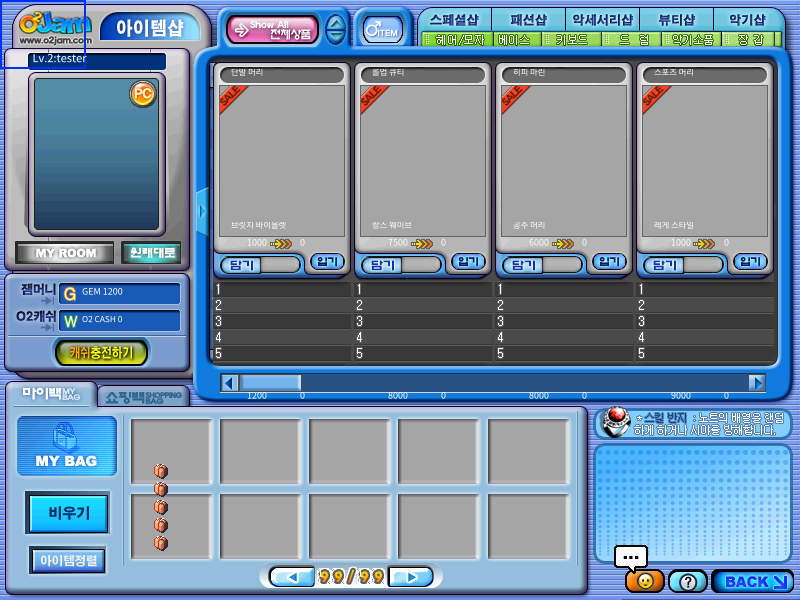 O2Jam
www.o2jam.com
아이템샵
Show All
전체상품
ITEM
스페셜샵 패션샵 악세서리샵 뷰티샵 악기샵
헤어/모자 베이스 키보드 드 럼 악기소품 장 갑
Lv.2:tester
PC
MY ROOM 원래대로
잼머니 G GEM 1200
O2캐쉬 W O2 CASH 0
캐쉬충전하기
단발 머리 롤업 큐티 히피 마린 스포츠 머리
SALE SALE SALE SALE
브릿지 바이올렛 웨이브 공주 머리 레게 스타일
1000 0 7500 0 6000 0 1000 0
담기 입기 담기 입기 담기 입기 담기 입기
1 1 1 1
2 2 2 2
3 3 3 3
4 4 4 4
5 5 5 5
1200 0 8000 0 8000 0 9000 0
마이백 MY BAG 쇼핑백 SHOPPING BAG
MY BAG
비우기
아이템정렬
99/99
*스킬 반지 : 노트의 배열을 랜덤
하게 하거나 시야를 방해합니다.
...
?
BACK